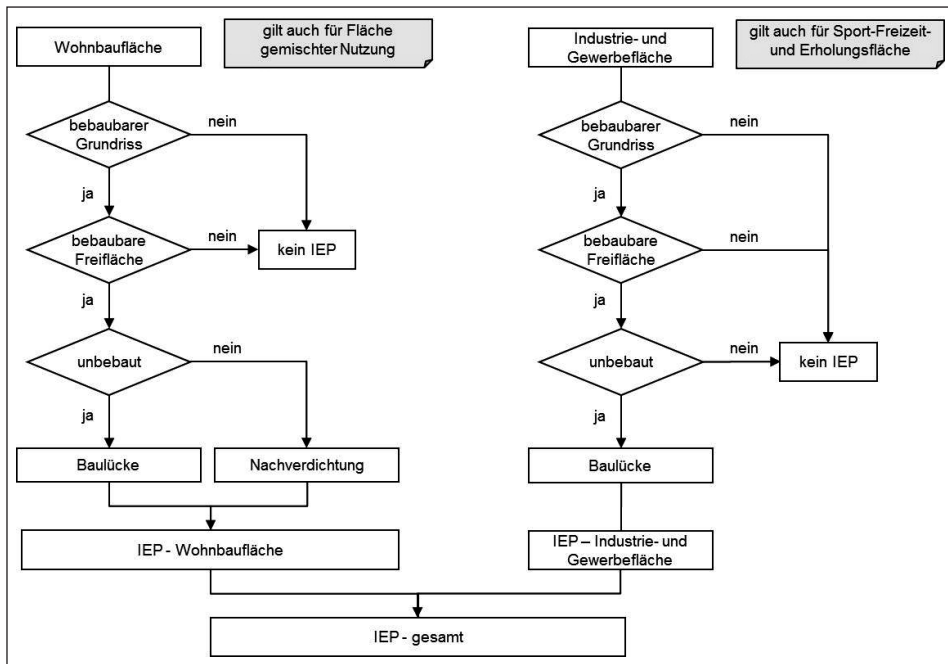 Wohnbaufläche
gilt auch für Fläche
gemischter Nutzung
bebaubarer
Grundriss
nein
ja
bebaubare
Freifläche
nein
kein IEP
ja
unbebaut
nein
ja
Baulücke
Nachverdichtung
IEP - Wohnbaufläche
Industrie- und
Gewerbefläche
gilt auch für Sport-Freizeit-
und Erholungsfläche
bebaubarer
Grundriss
nein
ja
bebaubare
Freifläche
nein
ja
unbebaut
nein
kein IEP
ja
Baulücke
IEP – Industrie- und
Gewerbefläche
IEP - gesamt